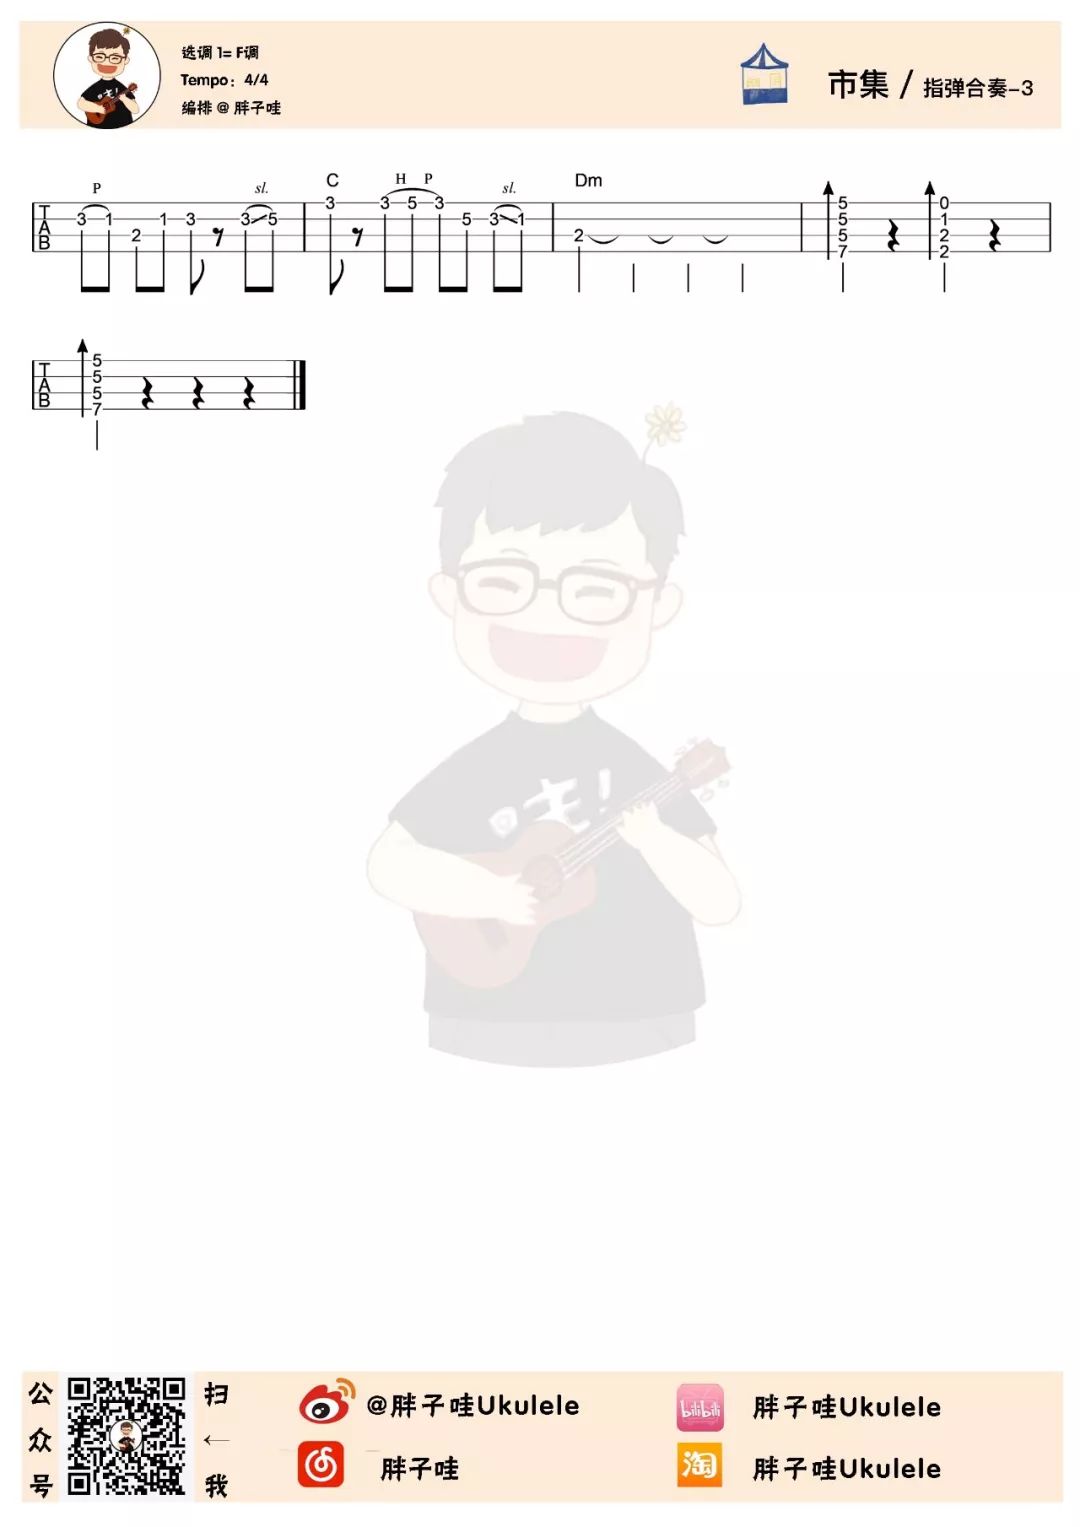 选调 1= F调
Tempo：4/4
编排 @ 胖子哇
市集 / 指弹合奏-3
P sl. C H P sl. Dm
T 3 1 1 3 3 5 3 3 5 3 5 3 1 5 0
A 2 2 5 1
B 5 2
7 2
5
T 5
A 5
B 7
哇!
公众号
扫←我
@胖子哇Ukulele
bilibili 胖子哇Ukulele
胖子哇
淘 胖子哇Ukulele